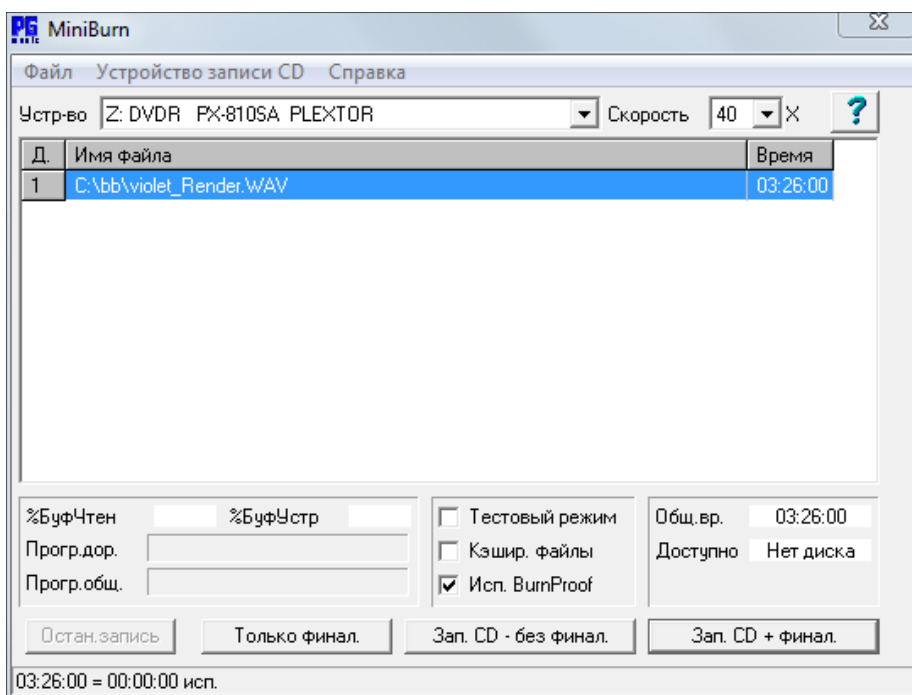 PG MiniBurn
Файл Устройство записи CD Справка
Устр-во Z: DVDR PX-810SA PLEXTOR Скорость 40 X ?
Д. Имя файла Время
1 C:\bb\violet_Render.WAV 03:26:00
%БуфЧтен %БуфУстр Тестовый режим Общ.вр. 03:26:00
Прогр.дор. Кэшир. файлы Доступно Нет диска
Прогр.общ. Исп. BurnProof
Остан.запись Только финал. Зап. CD - без финал. Зап. CD + финал.
03:26:00 = 00:00:00 исп.